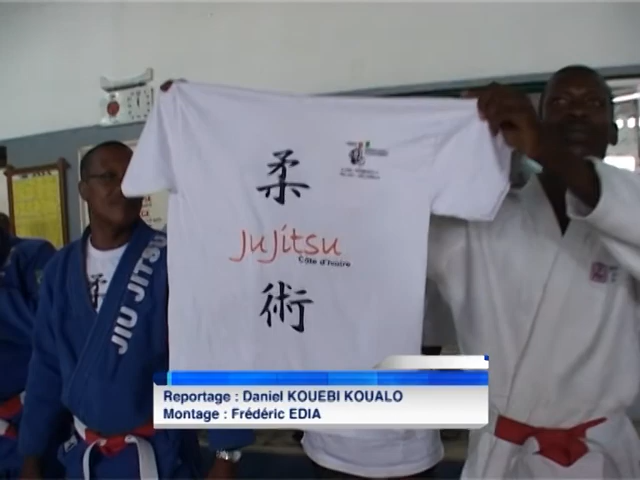 柔
Jujitsu
Côte d'Ivoire
術
JIU JITSU
Reportage : Daniel KOUEBI KOUALO
Montage : Frédéric EDIA